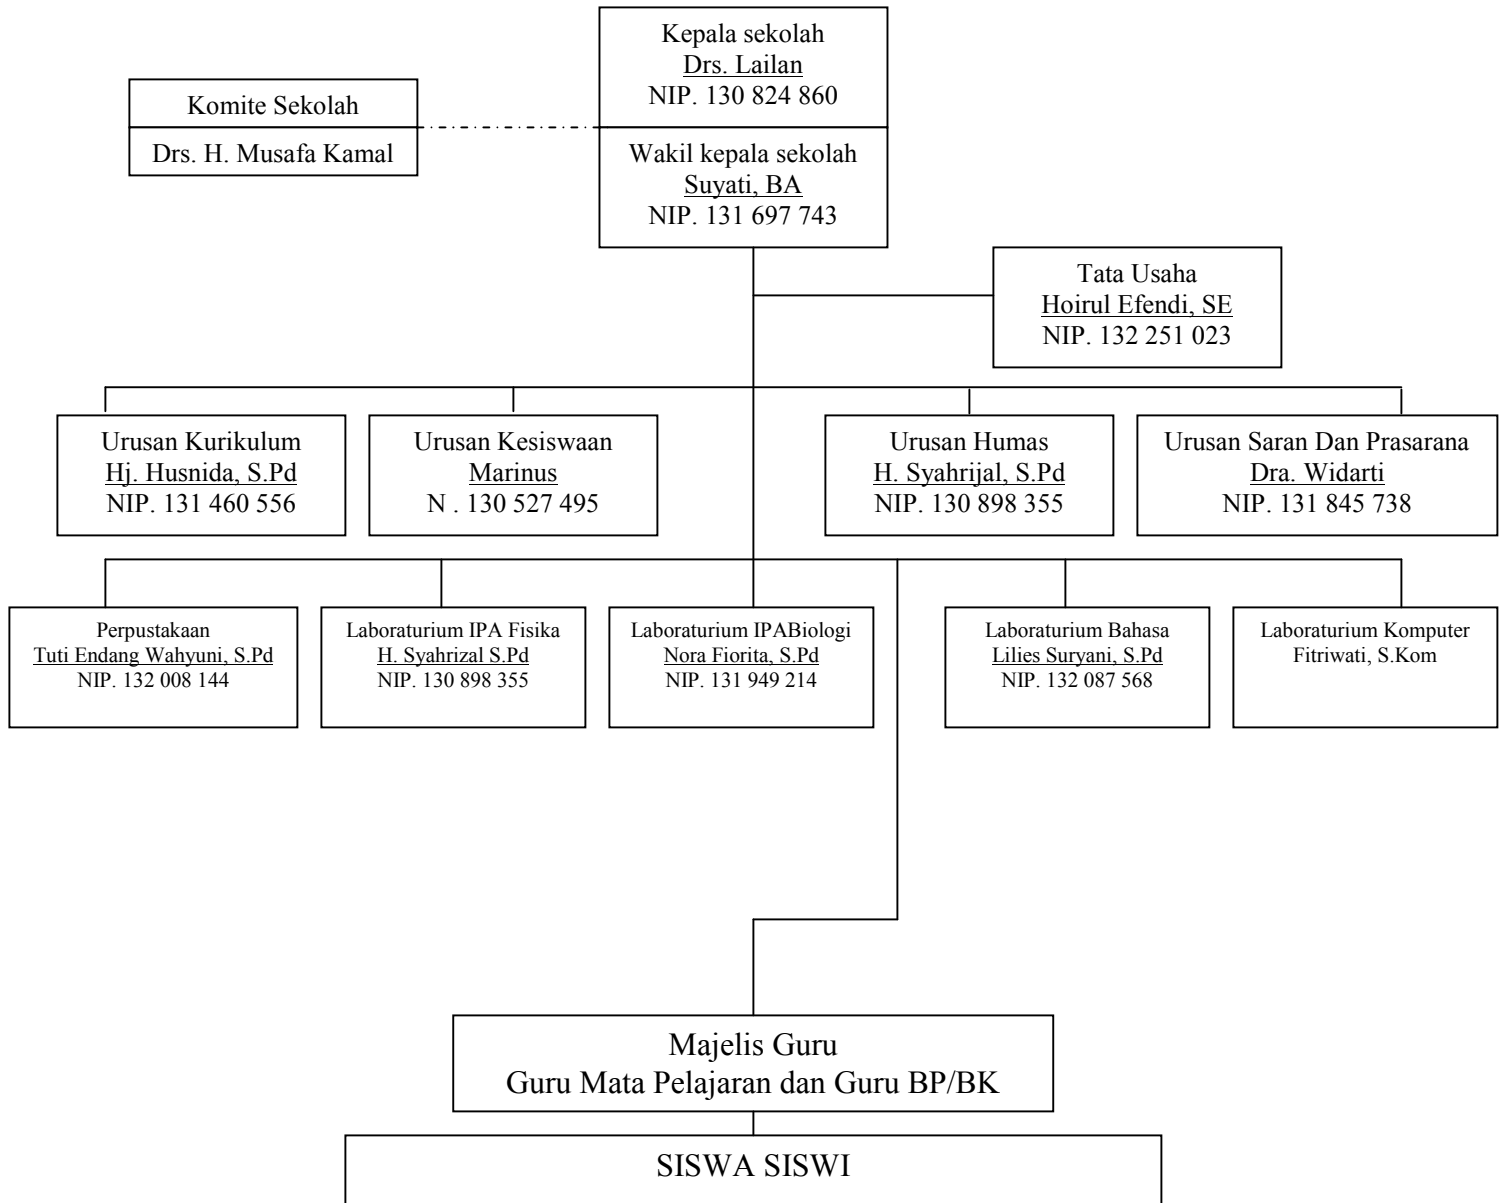 Kepala sekolah
Drs. Lailan
NIP. 130 824 860
Komite Sekolah
Drs. H. Musafa Kamal
Wakil kepala sekolah
Suyati, BA
NIP. 131 697 743
Tata Usaha
Hoirul Efendi, SE
NIP. 132 251 023
Urusan Kurikulum
Hj. Husnida, S.Pd
NIP. 131 460 556
Urusan Kesiswaan
Marinus
N . 130 527 495
Urusan Humas
H. Syahrijal, S.Pd
NIP. 130 898 355
Urusan Saran Dan Prasarana
Dra. Widarti
NIP. 131 845 738
Perpustakaan
Tuti Endang Wahyuni, S.Pd
NIP. 132 008 144
Laboraturium IPA Fisika
H. Syahrizal S.Pd
NIP. 130 898 355
Laboraturium IPABiologi
Nora Fiorita, S.Pd
NIP. 131 949 214
Laboraturium Bahasa
Lilies Suryani, S.Pd
NIP. 132 087 568
Laboraturium Komputer
Fitriwati, S.Kom
Majelis Guru
Guru Mata Pelajaran dan Guru BP/BK
SISWA SISWI